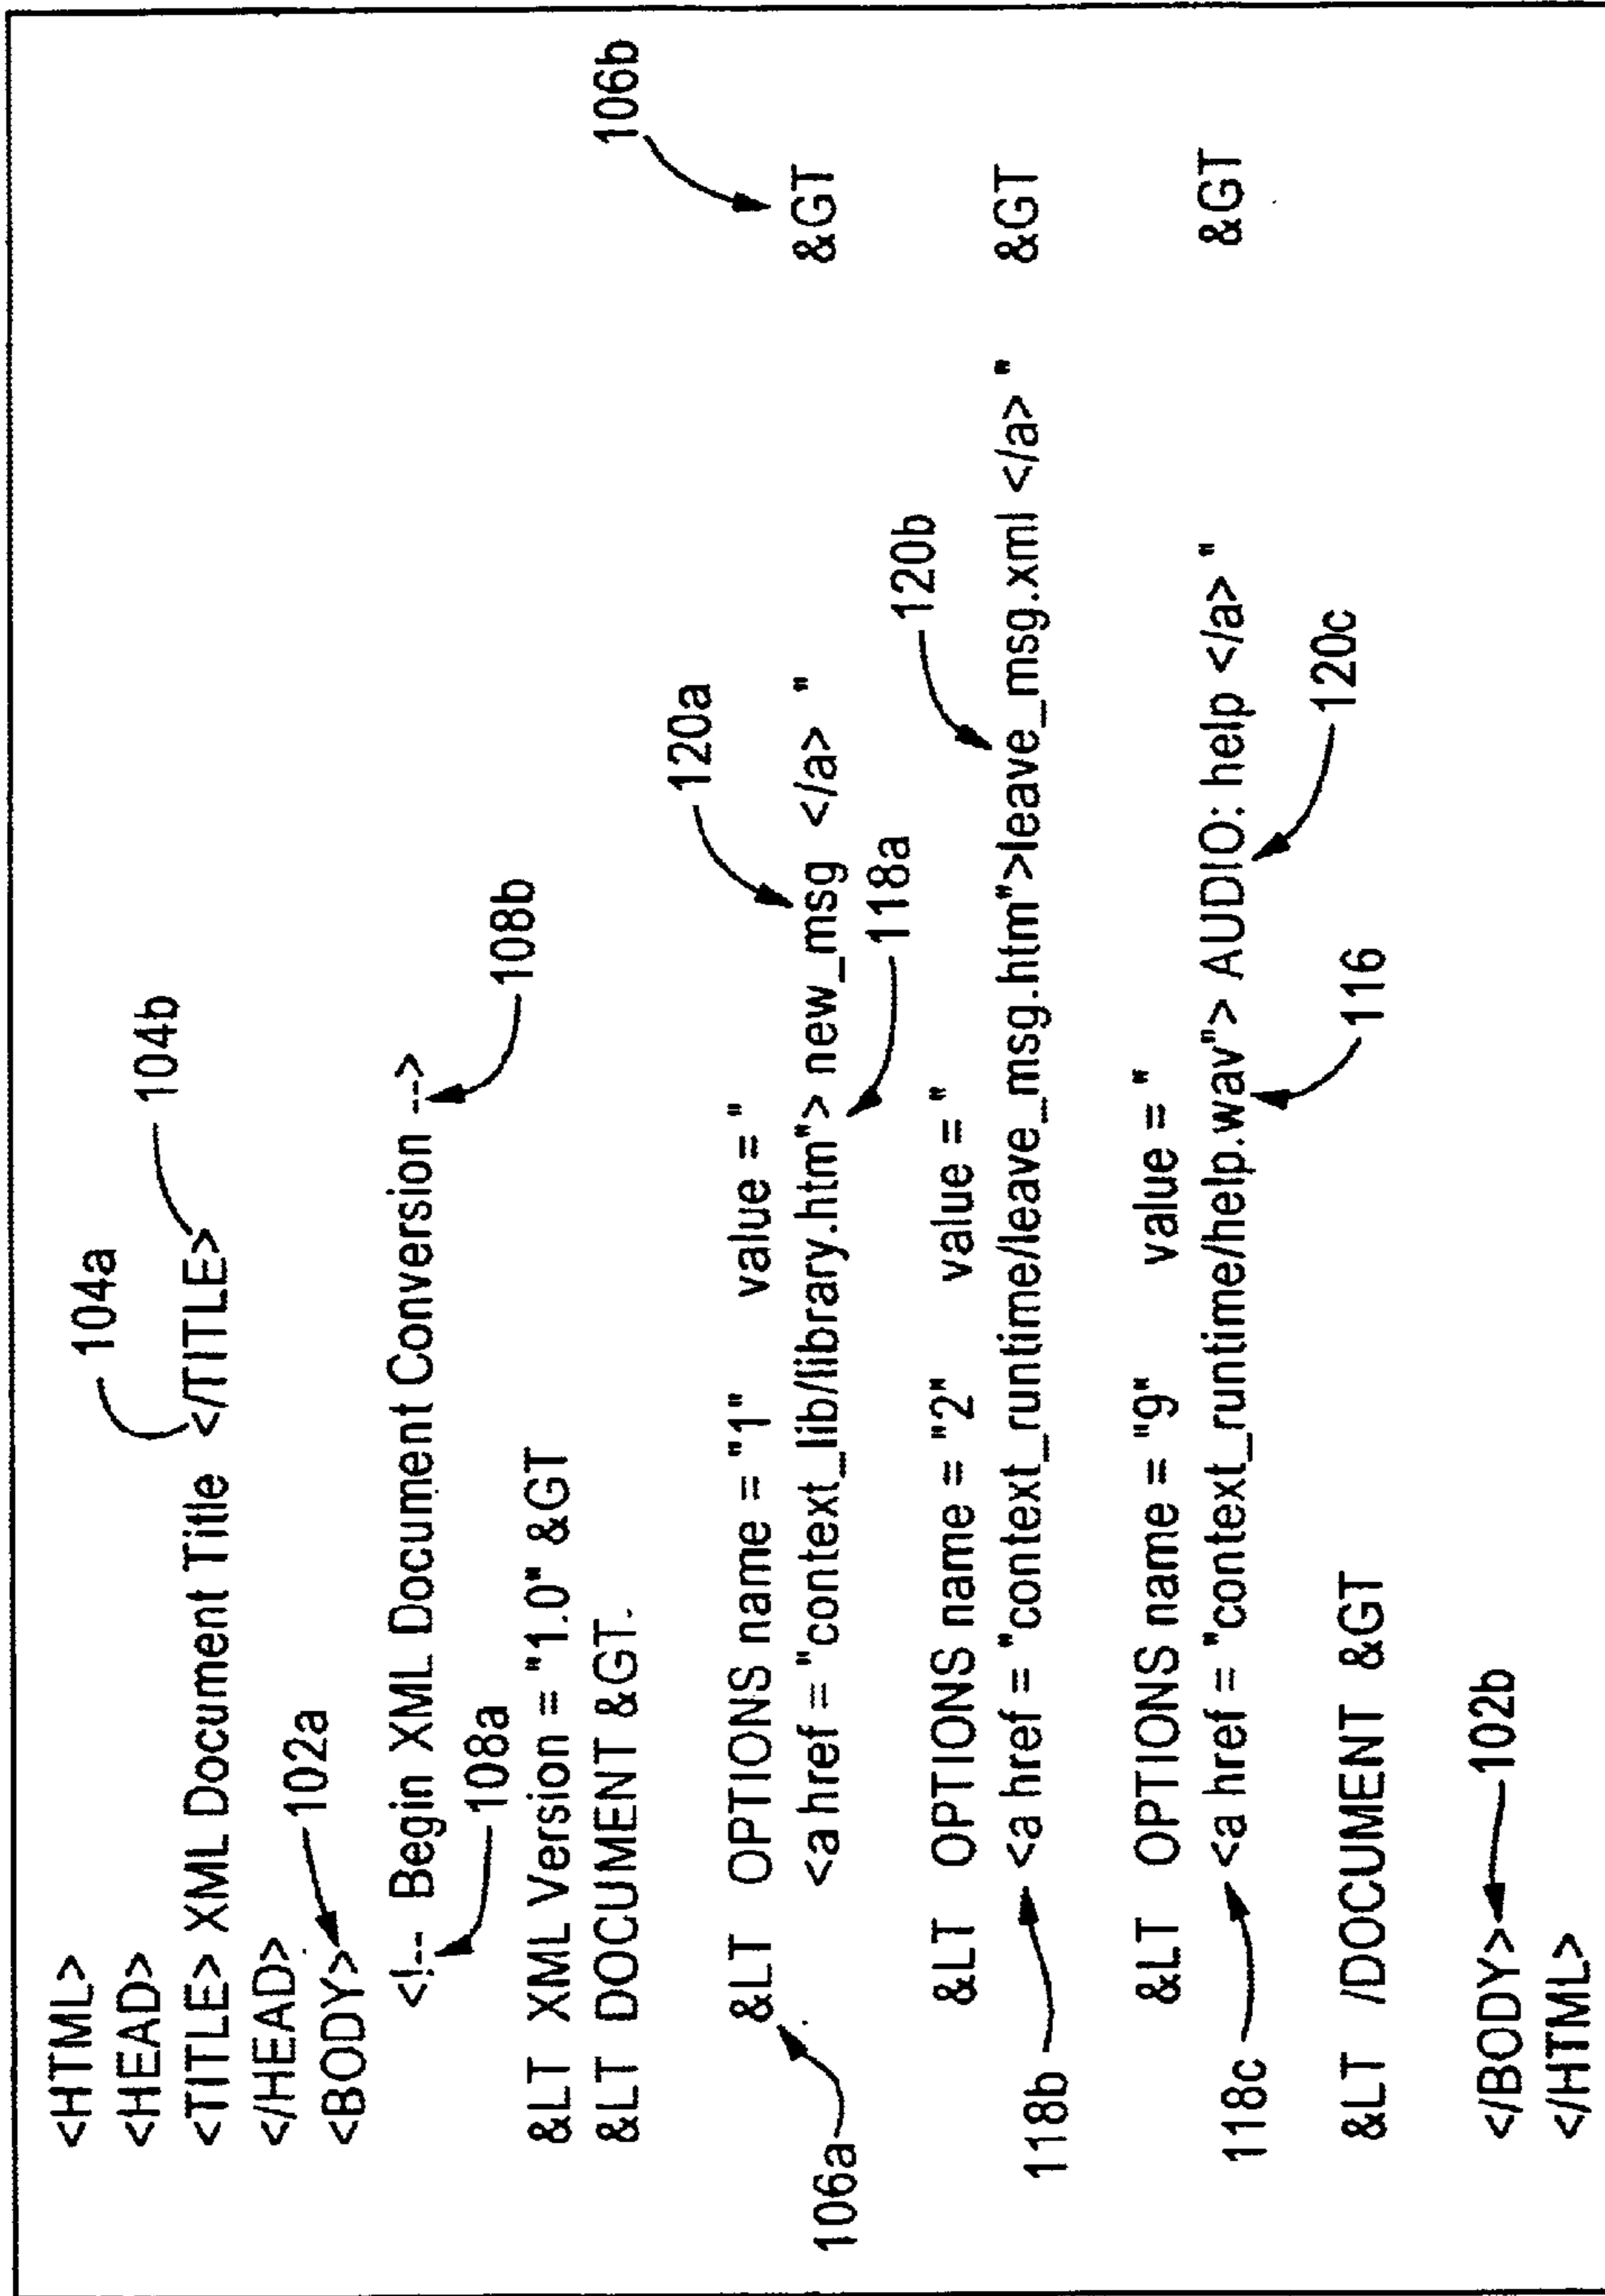 <HTML>
<HEAD>
104a
104b
<TITLE> XML Document Title </TITLE>
</HEAD>
<BODY>
102a
<!-- Begin XML Document Conversion -->
108a
108b
&LT XML Version = "1.0" &GT
&LT DOCUMENT &GT.
106b
120a
&LT OPTIONS name = "1" value = "
<a href = "context_lib/library.htm"> new_msg </a> " &GT
106a
118a
120b
&LT OPTIONS name = "2" value = "
<a href = "context_runtime/leave_msg.htm">leave_msg.xml </a> " &GT
118b
&LT OPTIONS name = "9" value = "
<a href = "context_runtime/help.wav"> AUDIO: help </a> " &GT
118c
116
120c
&LT /DOCUMENT &GT
</BODY>
102b
</HTML>